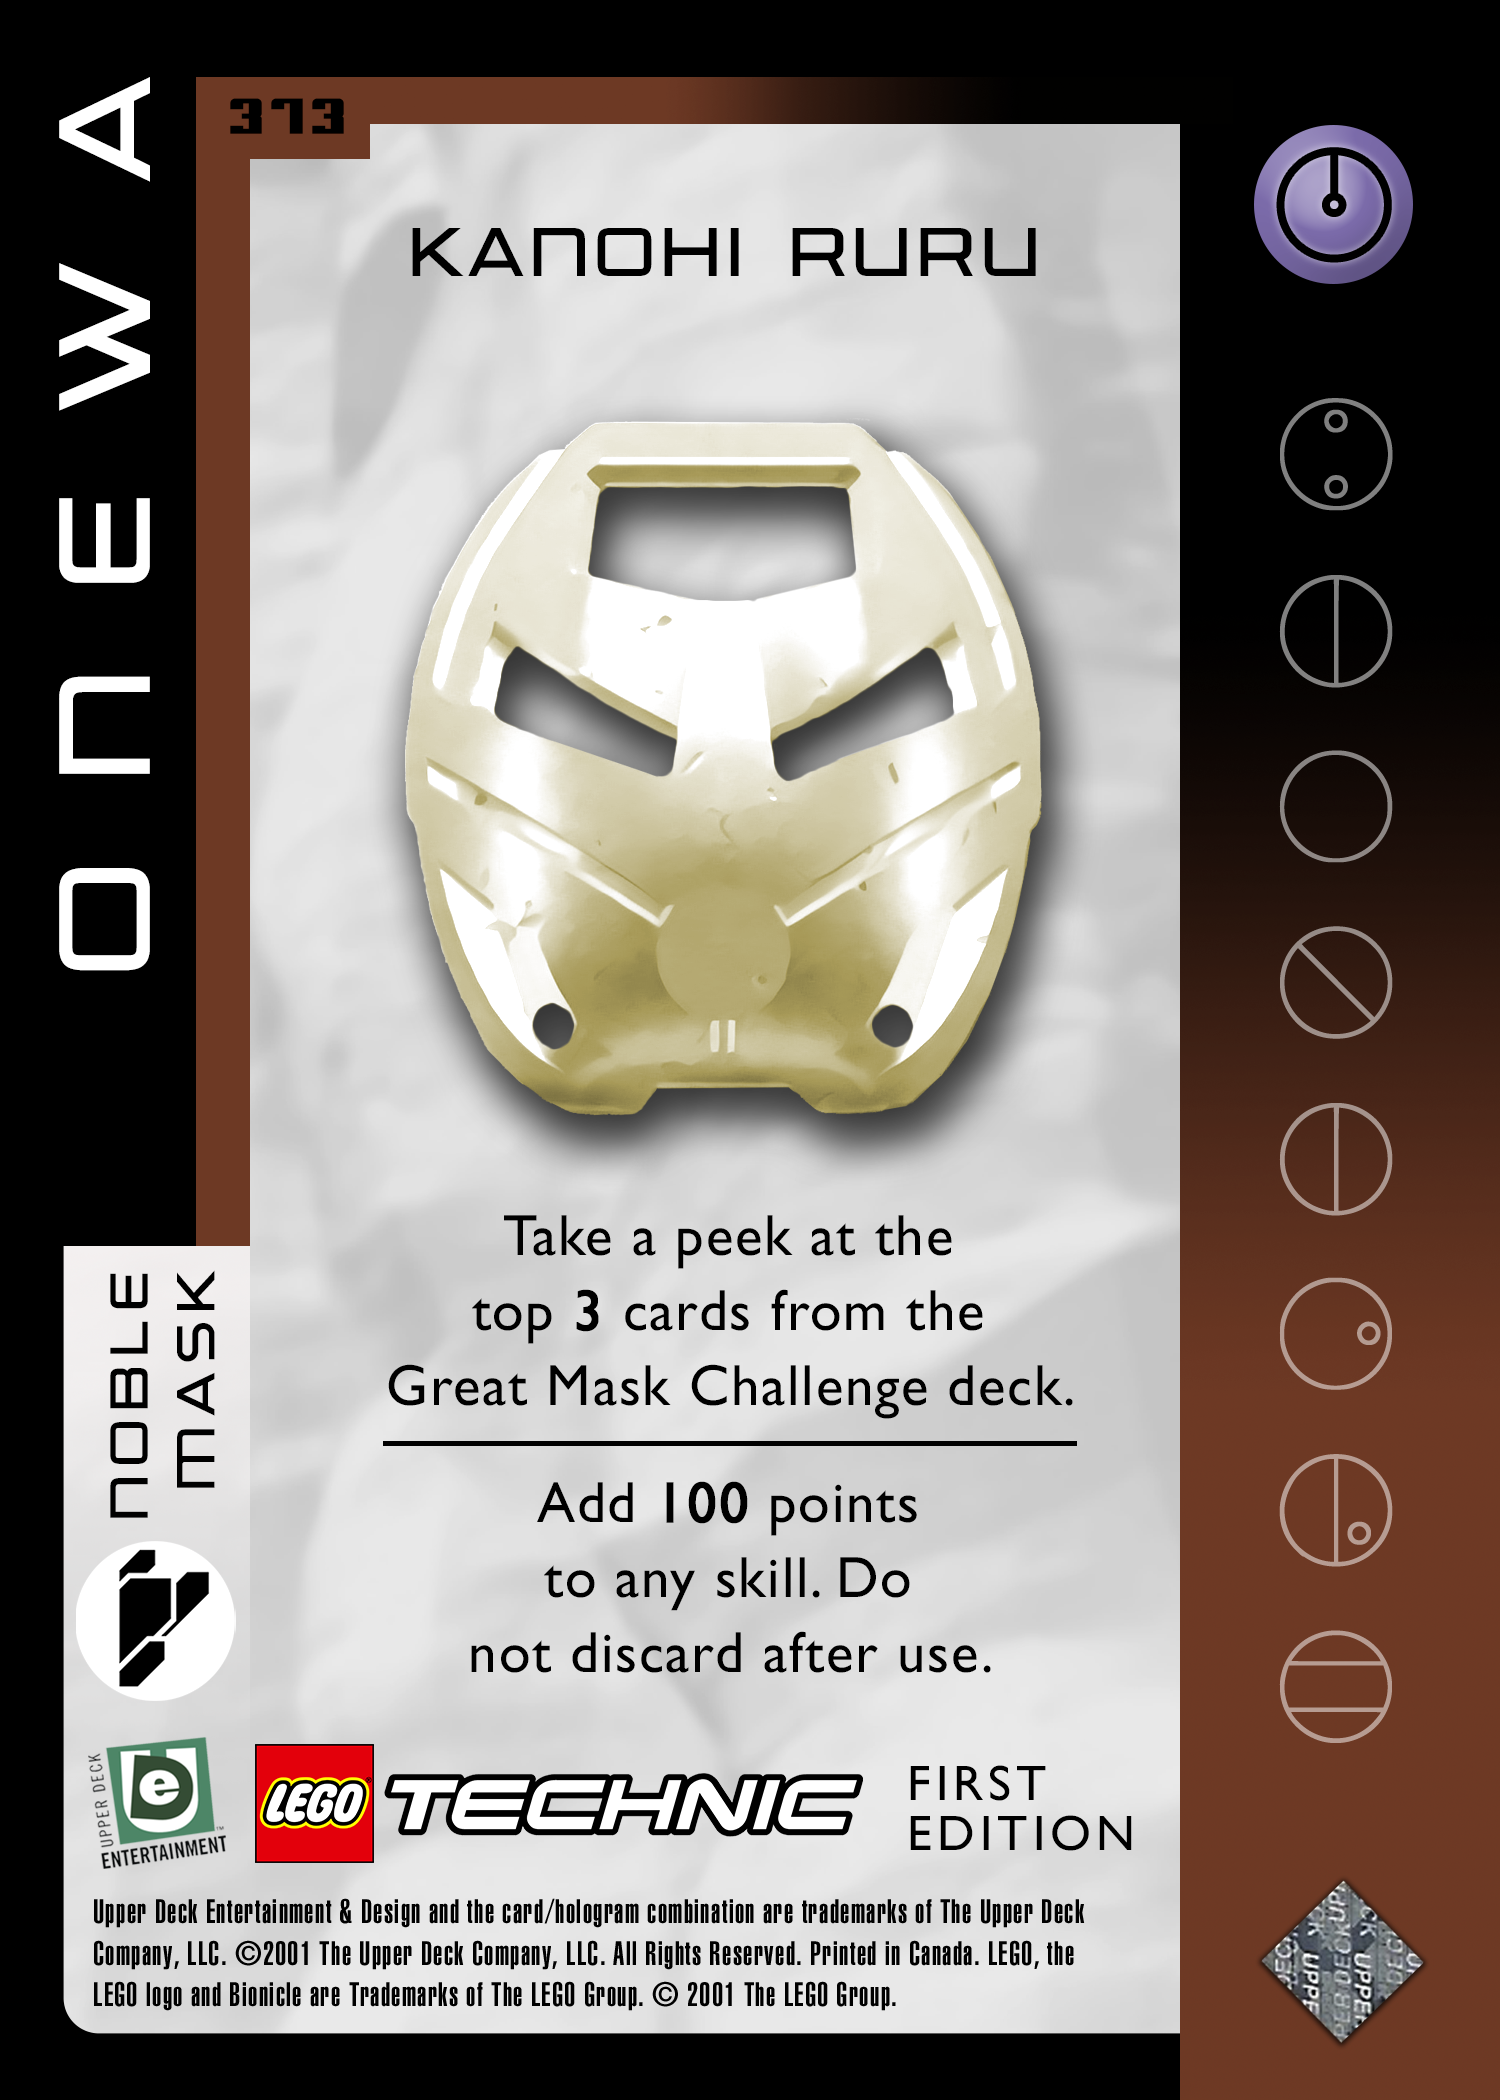 ONEWA
373
KANOHI RURU
Take a peek at the
top 3 cards from the
Great Mask Challenge deck.
Add 100 points
to any skill. Do
not discard after use.
NOBLE
MASK
UPPER DECK
e
ENTERTAINMENT™
LEGO TECHNIC
FIRST
EDITION
Upper Deck Entertainment & Design and the card/hologram combination are trademarks of The Upper Deck
Company, LLC. ©2001 The Upper Deck Company, LLC. All Rights Reserved. Printed in Canada. LEGO, the
LEGO logo and Bionicle are Trademarks of The LEGO Group. © 2001 The LEGO Group.